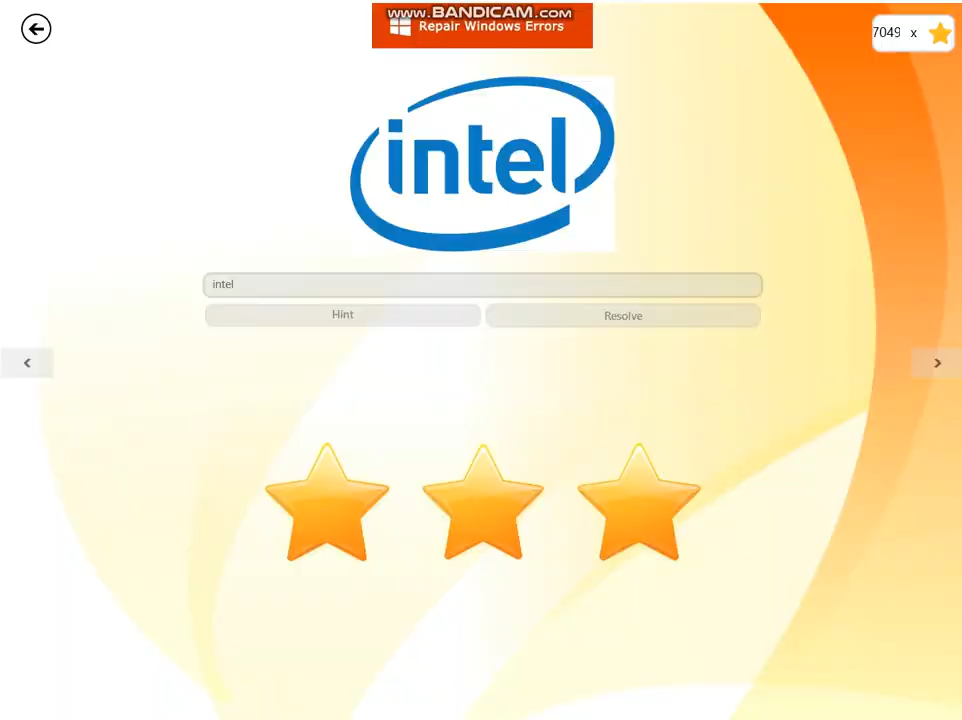 www.BANDICAM.com
Repair Windows Errors
7049 x
intel
intel
Hint
Resolve